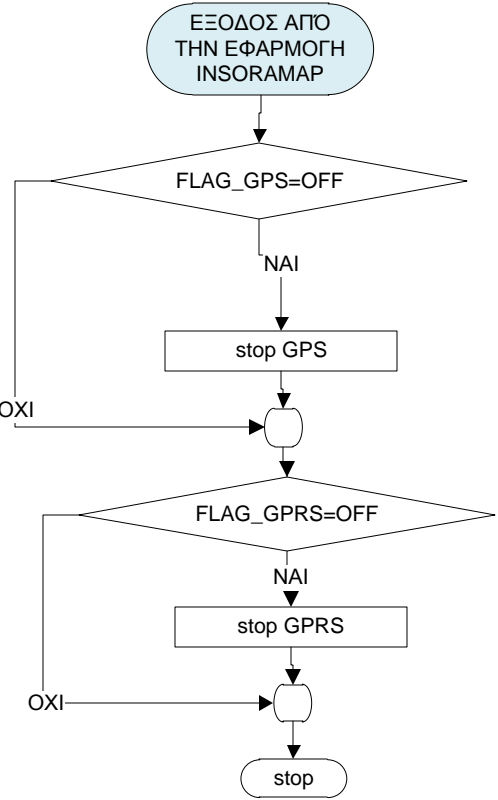 ΕΞΟΔΟΣ ΑΠΌ
ΤΗΝ ΕΦΑΡΜΟΓΗ
INSORAMAP
FLAG_GPS=OFF
ΝΑΙ
stop GPS
ΟΧΙ
FLAG_GPRS=OFF
ΝΑΙ
stop GPRS
ΟΧΙ
stop